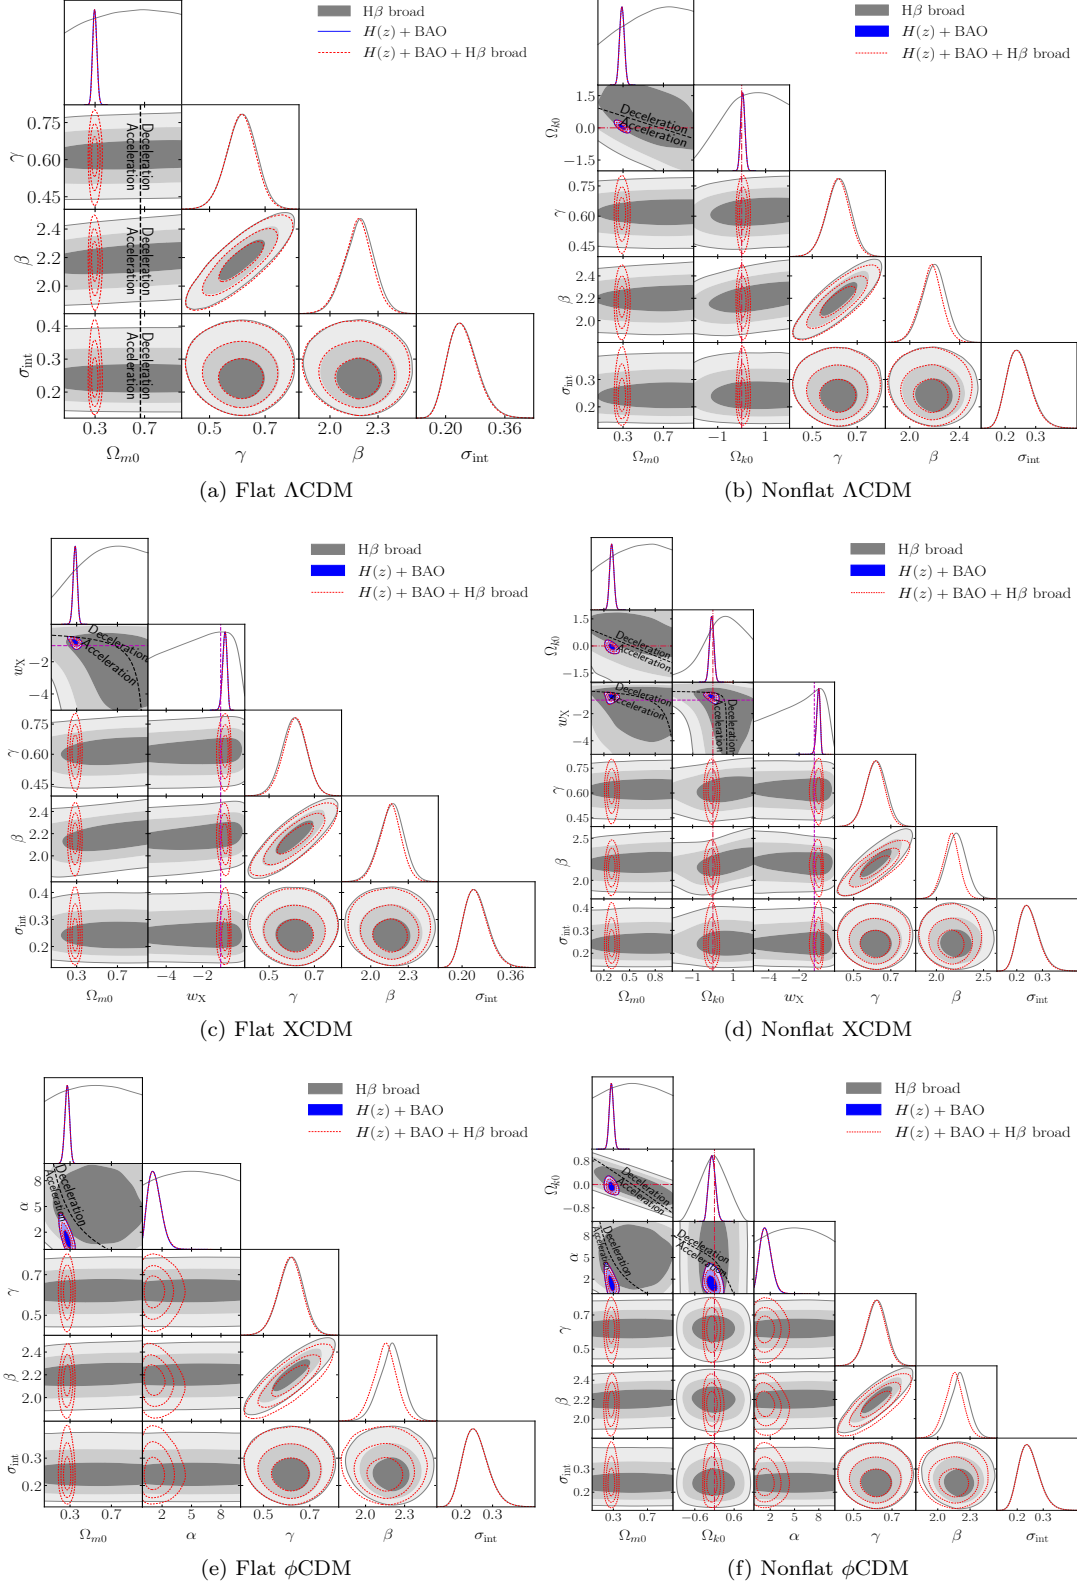 Hβ broad
H(z) + BAO
H(z) + BAO + Hβ broad
0.75
γ 0.60
0.45
Deceleration
Acceleration
2.4
β 2.2
2.0
Deceleration
Acceleration
0.4
σint 0.3
0.2
Deceleration
Acceleration
0.3 0.7 0.5 0.7 2.0 2.3 0.20 0.36
Ωm0 γ β σint
(a) Flat ΛCDM
Hβ broad
H(z) + BAO
H(z) + BAO + Hβ broad
1.5
Ωk0 0.0
−1.5
Deceleration
Acceleration
0.75
γ 0.60
0.45
2.4
β 2.2
2.0
σint 0.3
0.2
0.3 0.7 −1 1 0.5 0.7 2.0 2.4 0.2 0.3
Ωm0 Ωk0 γ β σint
(b) Nonflat ΛCDM
Hβ broad
H(z) + BAO
H(z) + BAO + Hβ broad
wX −2
−4
Deceleration
Acceleration
0.75
γ 0.60
0.45
2.4
β 2.2
2.0
0.4
σint 0.3
0.2
0.3 0.7 −4 −2 0.5 0.7 2.0 2.3 0.20 0.36
Ωm0 wX γ β σint
(c) Flat XCDM
Hβ broad
H(z) + BAO
H(z) + BAO + Hβ broad
1.5
Ωk0 0.0
−1.5
Deceleration
Acceleration
wX −2
−4
Deceleration
Acceleration
Deceleration
Acceleration
0.75
γ 0.60
0.45
2.5
β
2.0
σint 0.3
0.2
0.2 0.5 0.8 −1 1 −4 −2 0.5 0.7 2.0 2.5 0.2 0.3
Ωm0 Ωk0 wX γ β σint
(d) Nonflat XCDM
Hβ broad
H(z) + BAO
H(z) + BAO + Hβ broad
8
α 5
2
Deceleration
Acceleration
0.7
γ
0.5
2.4
β 2.2
2.0
σint 0.3
0.2
0.3 0.7 2 5 8 0.5 0.7 2.0 2.3 0.2 0.3
Ωm0 α γ β σint
(e) Flat ϕCDM
Hβ broad
H(z) + BAO
H(z) + BAO + Hβ broad
0.8
Ωk0 0.0
−0.8
Deceleration
Acceleration
8
α 5
2
Deceleration
Acceleration
Deceleration
Acceleration
0.7
γ
0.5
2.4
β 2.2
2.0
σint 0.3
0.2
0.3 0.7 −0.6 0.6 2 5 8 0.5 0.7 2.0 2.3 0.2 0.3
Ωm0 Ωk0 α γ β σint
(f) Nonflat ϕCDM